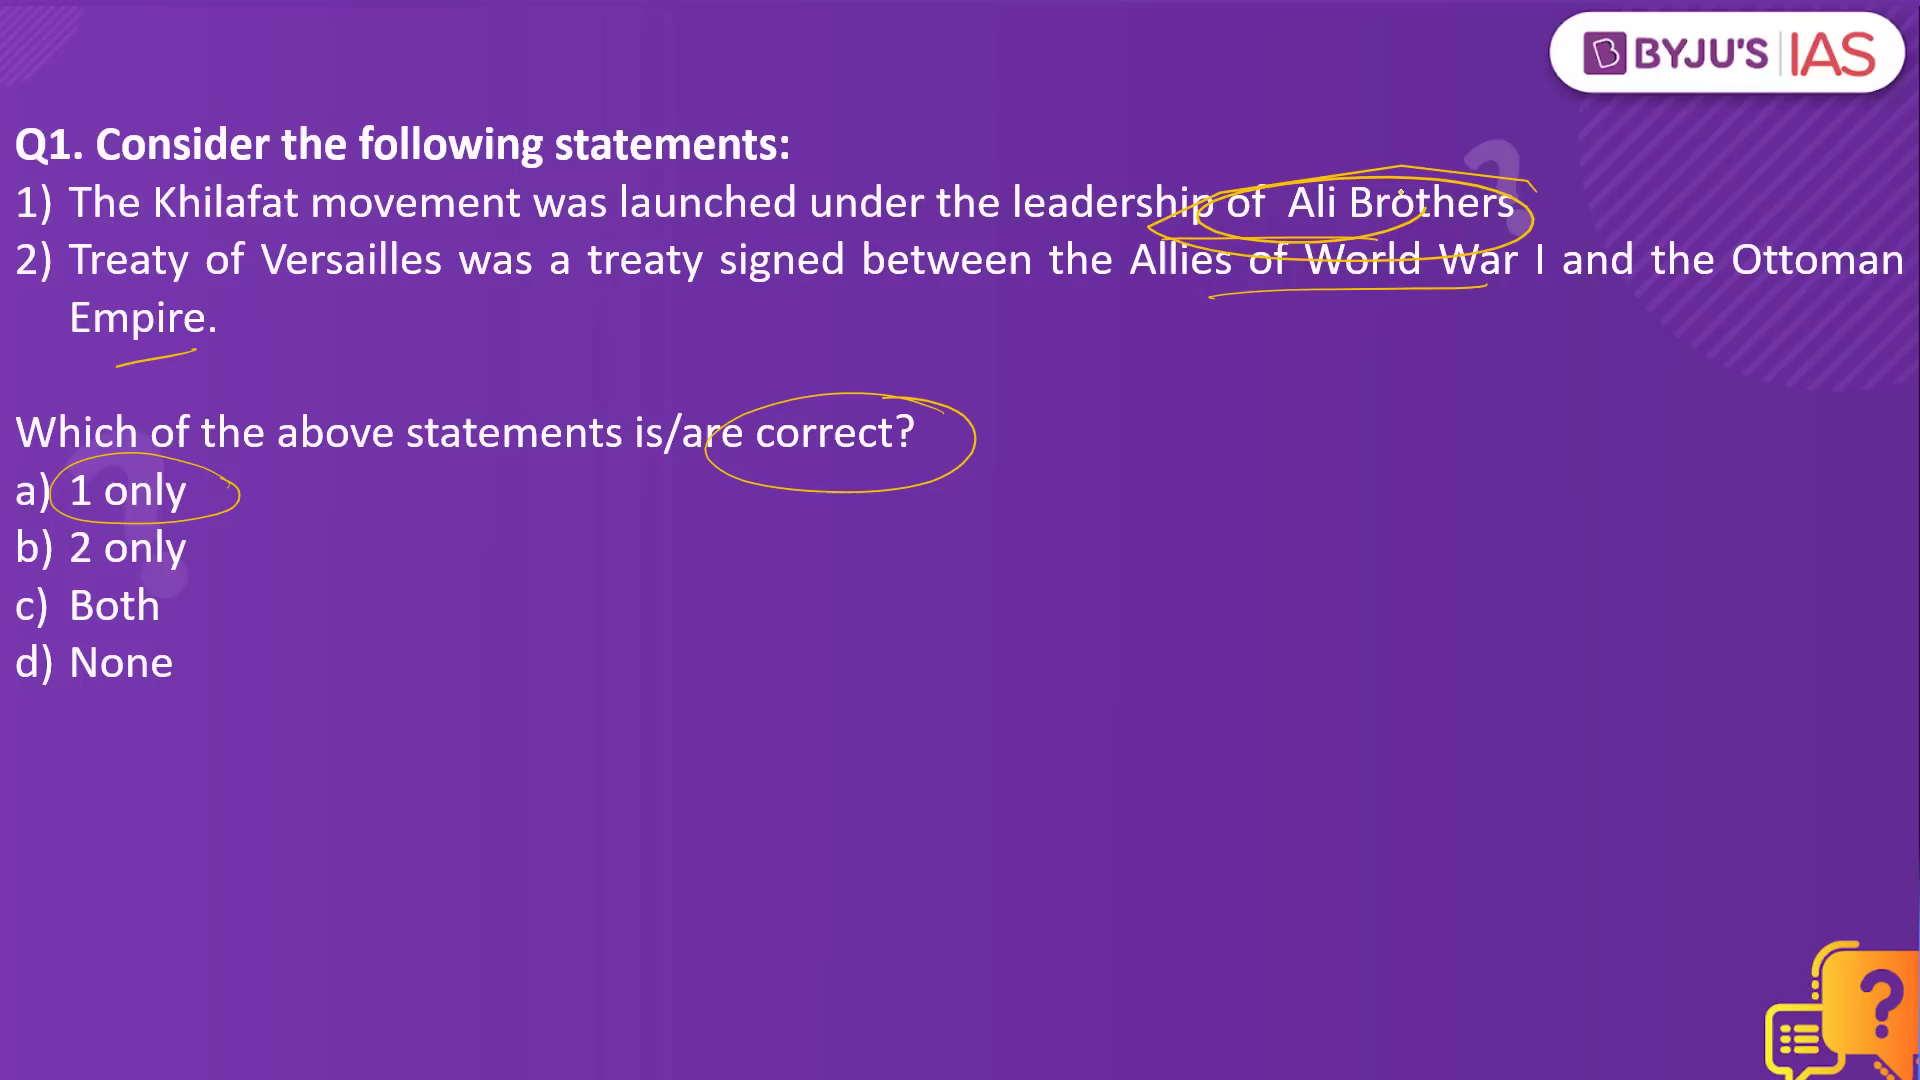 BYJU'S IAS
Q1. Consider the following statements:
1) The Khilafat movement was launched under the leadership of Ali Brothers
2) Treaty of Versailles was a treaty signed between the Allies of World War I and the Ottoman
Empire.
Which of the above statements is/are correct?
a) 1 only
b) 2 only
c) Both
d) None